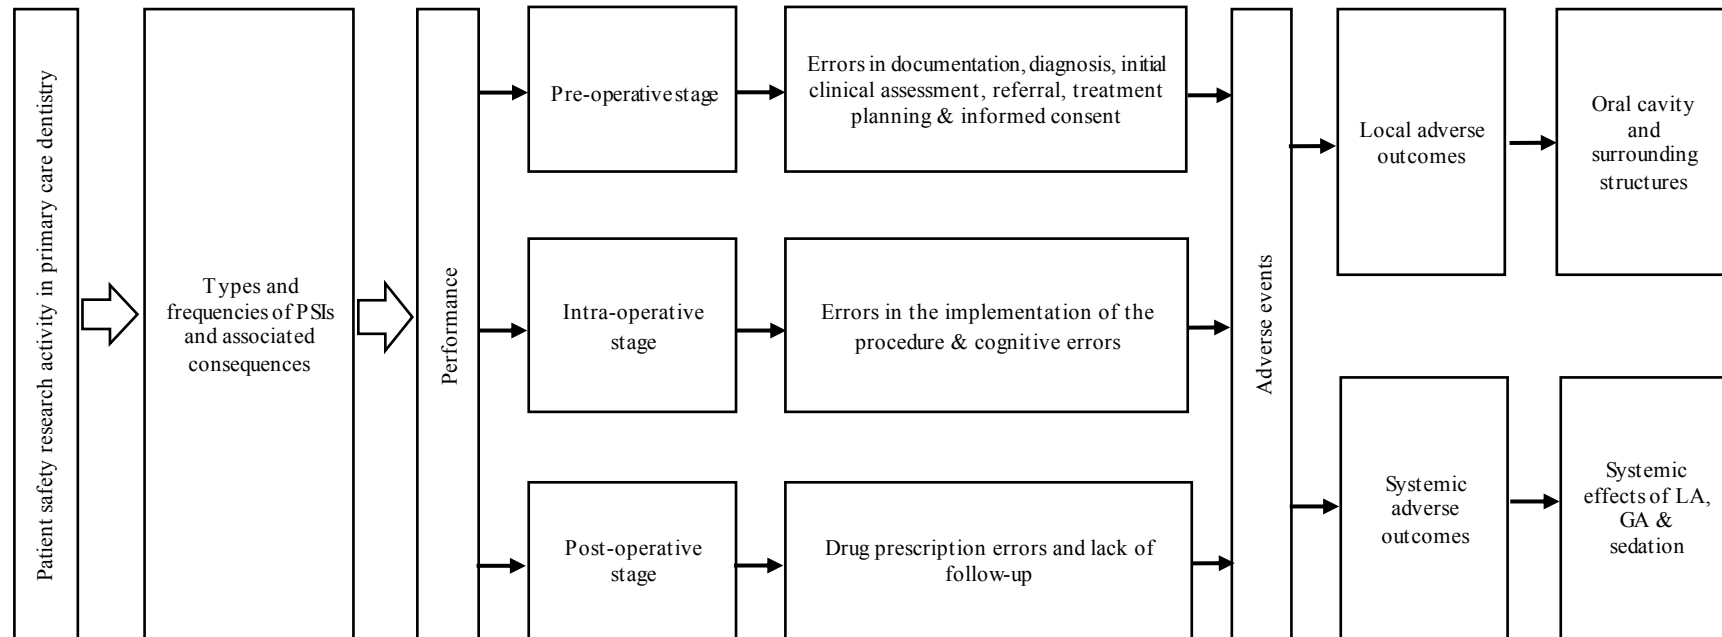 Patient safety research activity in primary care dentistry
Types and
frequencies of PSIs
and associated
consequences
Performance
Pre-operative stage
Errors in documentation, diagnosis, initial
clinical assessment, referral, treatment
planning & informed consent
Intra-operative
stage
Errors in the implementation of the
procedure & cognitive errors
Post-operative
stage
Drug prescription errors and lack of
follow-up
Adverse events
Local adverse
outcomes
Oral cavity
and
surrounding
structures
Systemic
adverse
outcomes
Systemic
effects of LA,
GA &
sedation